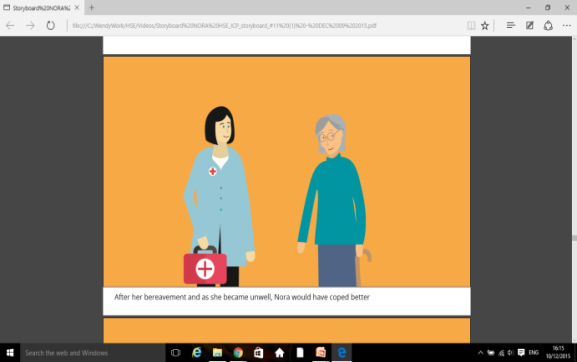 Storyboard%20NORA%2
file:///C:/WendyWork/HSE/Videos/Storyboard%20NORA%20HSE_ICP_storyboard_#11%20(1)%20-%20DEC%2009%202015.pdf
After her bereavement and as she became unwell, Nora would have coped better
Search the web and Windows
ENG
16:15
10/12/2015